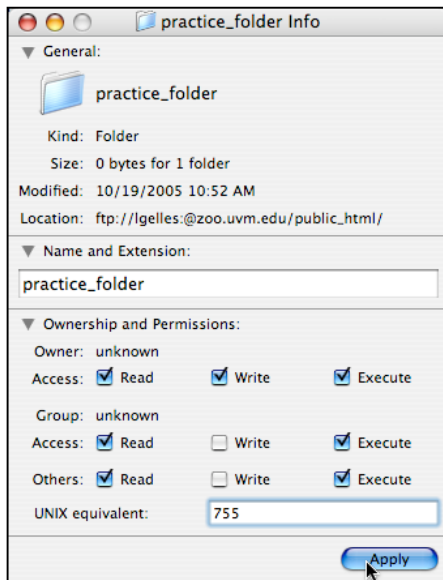 practice_folder Info
General:
practice_folder
Kind: Folder
Size: 0 bytes for 1 folder
Modified: 10/19/2005 10:52 AM
Location: ftp://lgelles:@zoo.uvm.edu/public_html/
Name and Extension:
practice_folder
Ownership and Permissions:
Owner: unknown
Access: Read Write Execute
Group: unknown
Access: Read Write Execute
Others: Read Write Execute
UNIX equivalent: 755
Apply